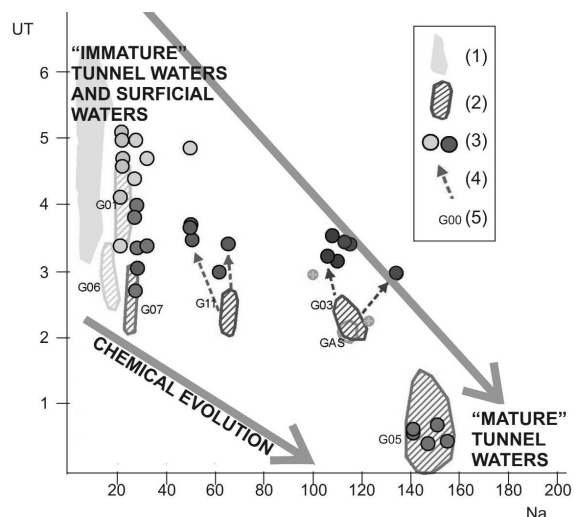 UT
"IMMATURE"
TUNNEL WATERS
AND SURFICIAL
WATERS
(1)
(2)
(3)
(4)
G00 (5)
6
5
4
3
2
1
G01
G06
G07
G11
G03
GAS
G05
CHEMICAL EVOLUTION
"MATURE"
TUNNEL
WATERS
20 40 60 80 100 120 140 160 180 200
Na